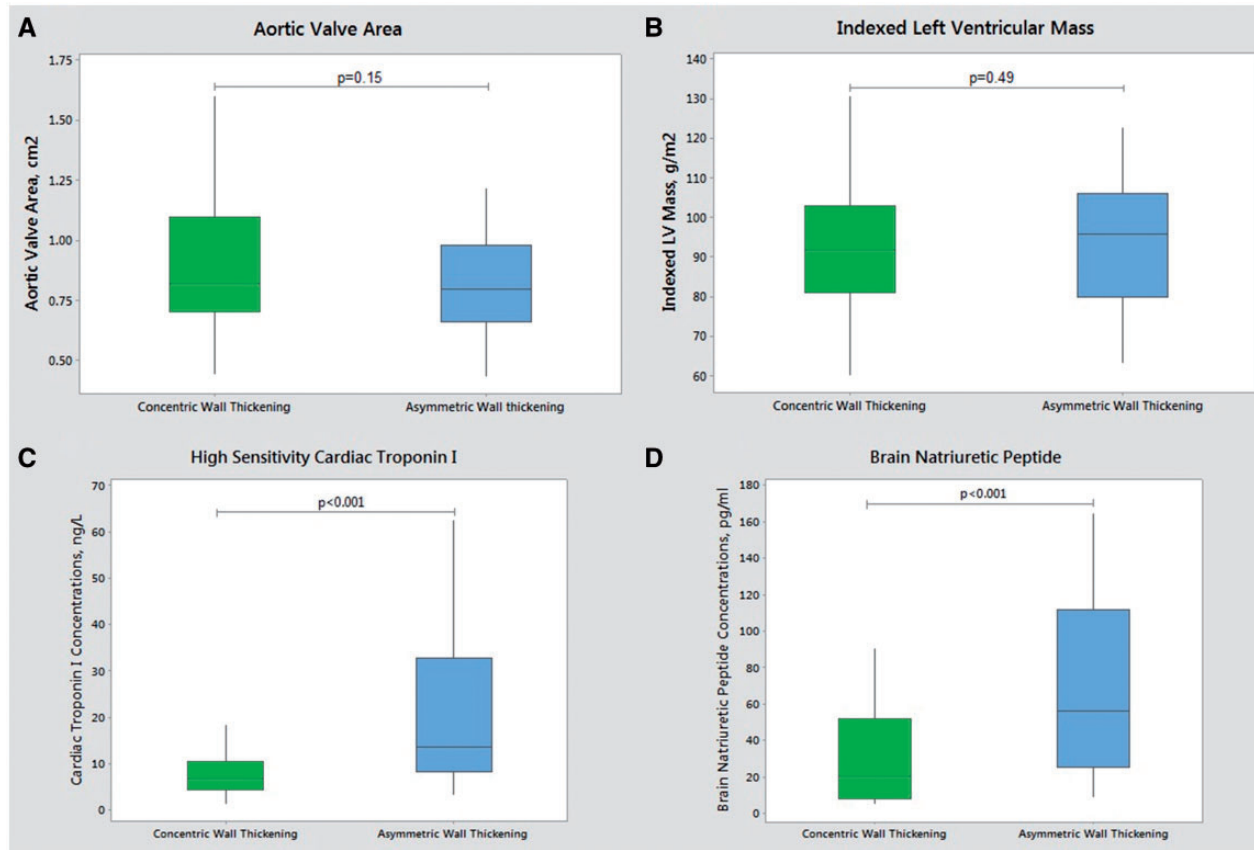 A
Aortic Valve Area
Aortic Valve Area, cm2
1.75
1.50
1.25
1.00
0.75
0.50
p=0.15
Concentric Wall Thickening
Asymmetric Wall thickening
B
Indexed Left Ventricular Mass
Indexed LV Mass, g/m2
140
130
120
110
100
90
80
70
60
p=0.49
Concentric Wall Thickening
Asymmetric Wall Thickening
C
High Sensitivity Cardiac Troponin I
Cardiac Troponin I Concentrations, ng/L
70
60
50
40
30
20
10
0
p<0.001
Concentric Wall Thickening
Asymmetric Wall Thickening
D
Brain Natriuretic Peptide
Brain Natriuretic Peptide Concentrations, pg/ml
180
160
140
120
100
80
60
40
20
0
p<0.001
Concentric Wall Thickening
Asymmetric Wall Thickening